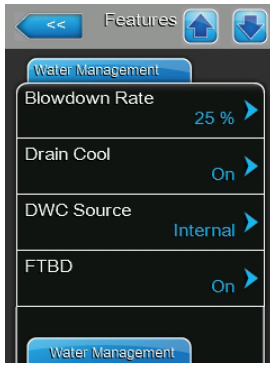 <<
Features
Water Management
Blowdown Rate
25 %
Drain Cool
On
DWC Source
Internal
FTBD
On
Water Management